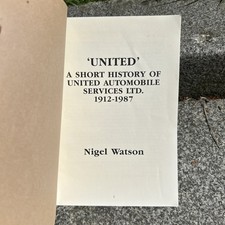 'UNITED'
A SHORT HISTORY OF
UNITED AUTOMOBILE
SERVICES LTD.
1912-1987
Nigel Watson